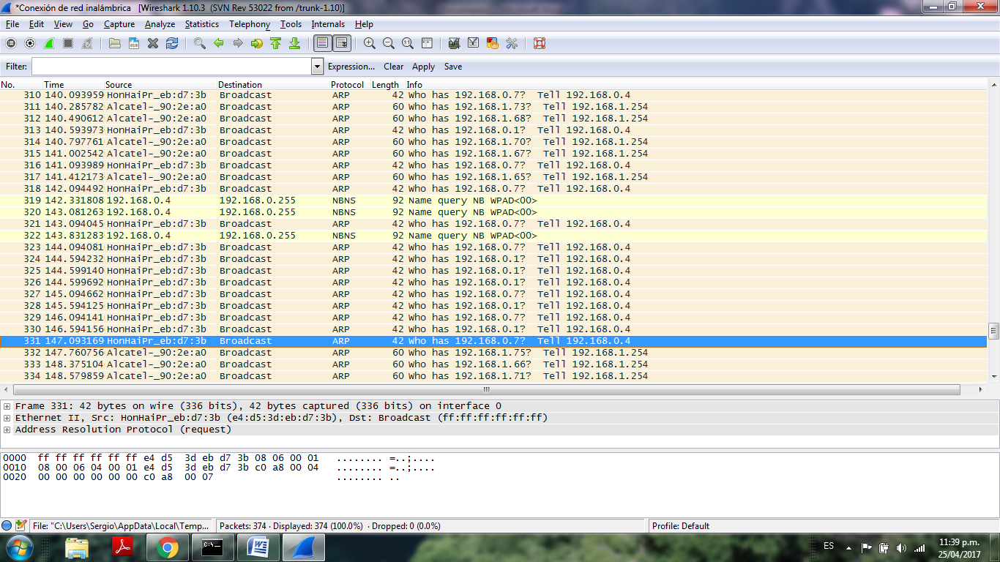 *Conexión de red inalámbrica   [Wireshark 1.10.3  (SVN Rev 53022 from /trunk-1.10)]
File Edit View Go Capture Analyze Statistics Telephony Tools Internals Help
Filter: Expression... Clear Apply Save
No. Time Source Destination Protocol Length Info
310 140.093959 HonHaiPr_eb:d7:3b Broadcast ARP 42 Who has 192.168.0.7?  Tell 192.168.0.4
311 140.285782 Alcatel-_90:2e:a0 Broadcast ARP 60 Who has 192.168.1.73?  Tell 192.168.1.254
312 140.490612 Alcatel-_90:2e:a0 Broadcast ARP 60 Who has 192.168.1.68?  Tell 192.168.1.254
313 140.593973 HonHaiPr_eb:d7:3b Broadcast ARP 42 Who has 192.168.0.1?  Tell 192.168.0.4
314 140.797761 Alcatel-_90:2e:a0 Broadcast ARP 60 Who has 192.168.1.70?  Tell 192.168.1.254
315 141.002542 Alcatel-_90:2e:a0 Broadcast ARP 60 Who has 192.168.1.67?  Tell 192.168.1.254
316 141.093989 HonHaiPr_eb:d7:3b Broadcast ARP 42 Who has 192.168.0.7?  Tell 192.168.0.4
317 141.412173 Alcatel-_90:2e:a0 Broadcast ARP 60 Who has 192.168.1.65?  Tell 192.168.1.254
318 142.094492 HonHaiPr_eb:d7:3b Broadcast ARP 42 Who has 192.168.0.7?  Tell 192.168.0.4
319 142.331808 192.168.0.4 192.168.0.255 NBNS 92 Name query NB WPAD<00>
320 143.081263 192.168.0.4 192.168.0.255 NBNS 92 Name query NB WPAD<00>
321 143.094045 HonHaiPr_eb:d7:3b Broadcast ARP 42 Who has 192.168.0.7?  Tell 192.168.0.4
322 143.831283 192.168.0.4 192.168.0.255 NBNS 92 Name query NB WPAD<00>
323 144.094081 HonHaiPr_eb:d7:3b Broadcast ARP 42 Who has 192.168.0.7?  Tell 192.168.0.4
324 144.594232 HonHaiPr_eb:d7:3b Broadcast ARP 42 Who has 192.168.0.1?  Tell 192.168.0.4
325 144.599140 HonHaiPr_eb:d7:3b Broadcast ARP 42 Who has 192.168.0.1?  Tell 192.168.0.4
326 144.599692 HonHaiPr_eb:d7:3b Broadcast ARP 42 Who has 192.168.0.1?  Tell 192.168.0.4
327 145.094662 HonHaiPr_eb:d7:3b Broadcast ARP 42 Who has 192.168.0.7?  Tell 192.168.0.4
328 145.594125 HonHaiPr_eb:d7:3b Broadcast ARP 42 Who has 192.168.0.1?  Tell 192.168.0.4
329 146.094141 HonHaiPr_eb:d7:3b Broadcast ARP 42 Who has 192.168.0.7?  Tell 192.168.0.4
330 146.594156 HonHaiPr_eb:d7:3b Broadcast ARP 42 Who has 192.168.0.1?  Tell 192.168.0.4
331 147.093169 HonHaiPr_eb:d7:3b Broadcast ARP 42 Who has 192.168.0.7?  Tell 192.168.0.4
332 147.760756 Alcatel-_90:2e:a0 Broadcast ARP 60 Who has 192.168.1.75?  Tell 192.168.1.254
333 148.375104 Alcatel-_90:2e:a0 Broadcast ARP 60 Who has 192.168.1.66?  Tell 192.168.1.254
334 148.579859 Alcatel-_90:2e:a0 Broadcast ARP 60 Who has 192.168.1.71?  Tell 192.168.1.254
Frame 331: 42 bytes on wire (336 bits), 42 bytes captured (336 bits) on interface 0
Ethernet II, Src: HonHaiPr_eb:d7:3b (e4:d5:3d:eb:d7:3b), Dst: Broadcast (ff:ff:ff:ff:ff:ff)
Address Resolution Protocol (request)
0000  ff ff ff ff ff ff e4 d5  3d eb d7 3b 08 06 00 01   ........ =..;....
0010  08 00 06 04 00 01 e4 d5  3d eb d7 3b c0 a8 00 04   ........ =..;....
0020  00 00 00 00 00 00 c0 a8  00 07   ........ ..
File: "C:\Users\Sergio\AppData\Local\Temp... Packets: 374 · Displayed: 374 (100.0%)  · Dropped: 0 (0.0%) Profile: Default
ES 11:39 p.m.
25/04/2017